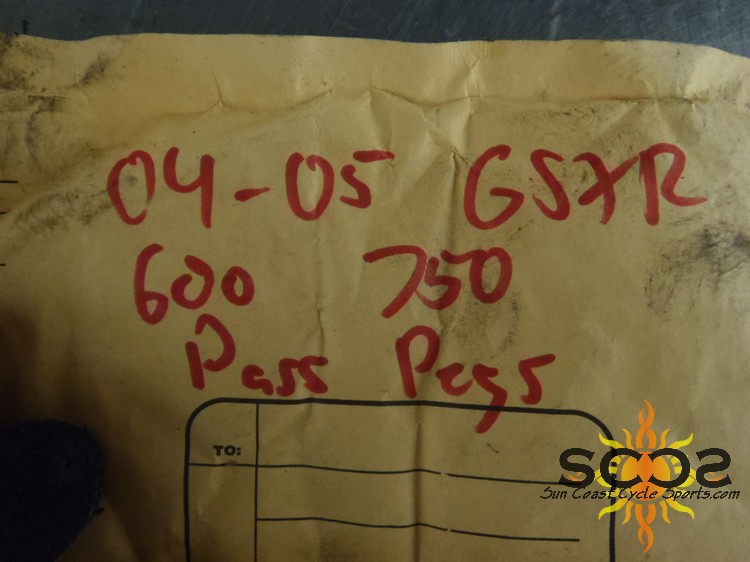 04-05 GSXR
600 750
Pass Pegs
TO:
SCCS
Sun Coast Cycle Sports.com